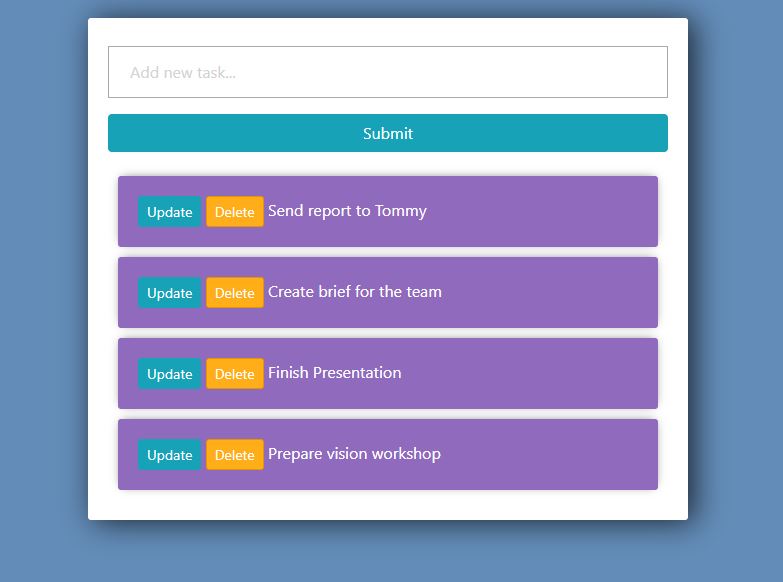 Add new task...
Submit
Update Delete Send report to Tommy
Update Delete Create brief for the team
Update Delete Finish Presentation
Update Delete Prepare vision workshop